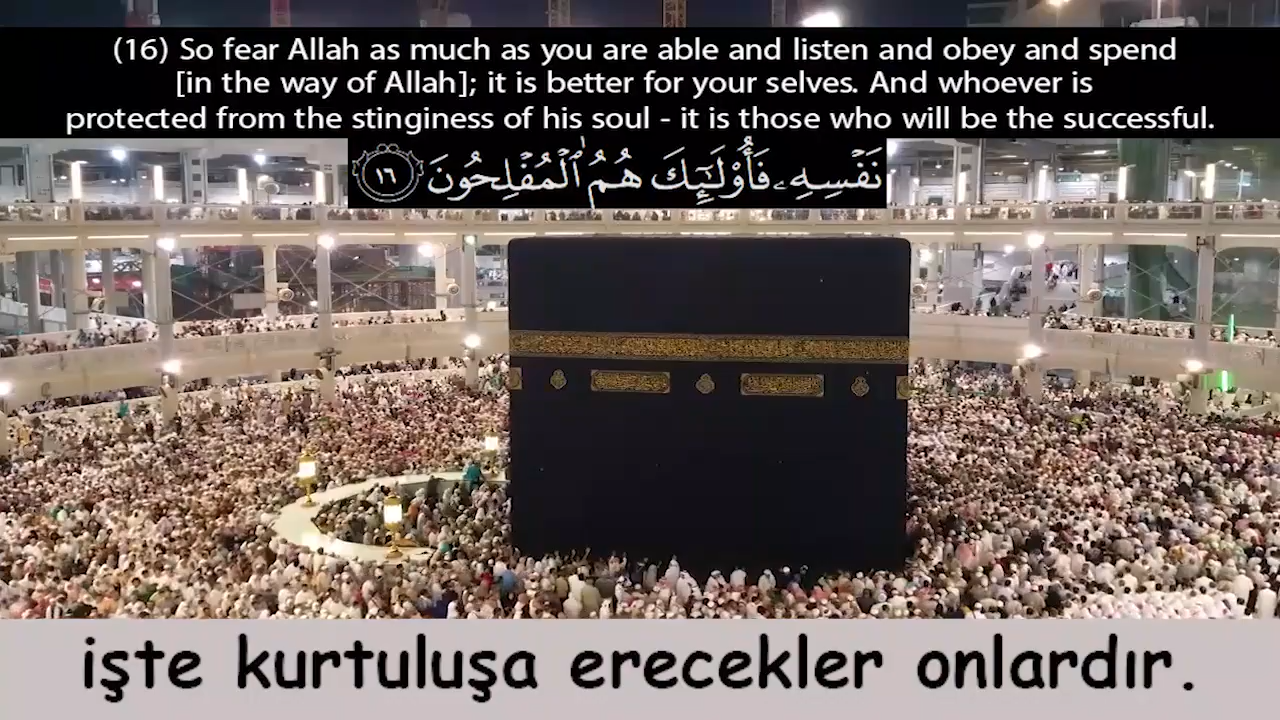 (16) So fear Allah as much as you are able and listen and obey and spend
[in the way of Allah]; it is better for your selves. And whoever is
protected from the stinginess of his soul - it is those who will be the successful.
نَفْسِهِۦ فَأُو۟لَـٰٓئِكَ هُمُ ٱلْمُفْلِحُونَ ١٦
işte kurtuluşa erecekler onlardır.